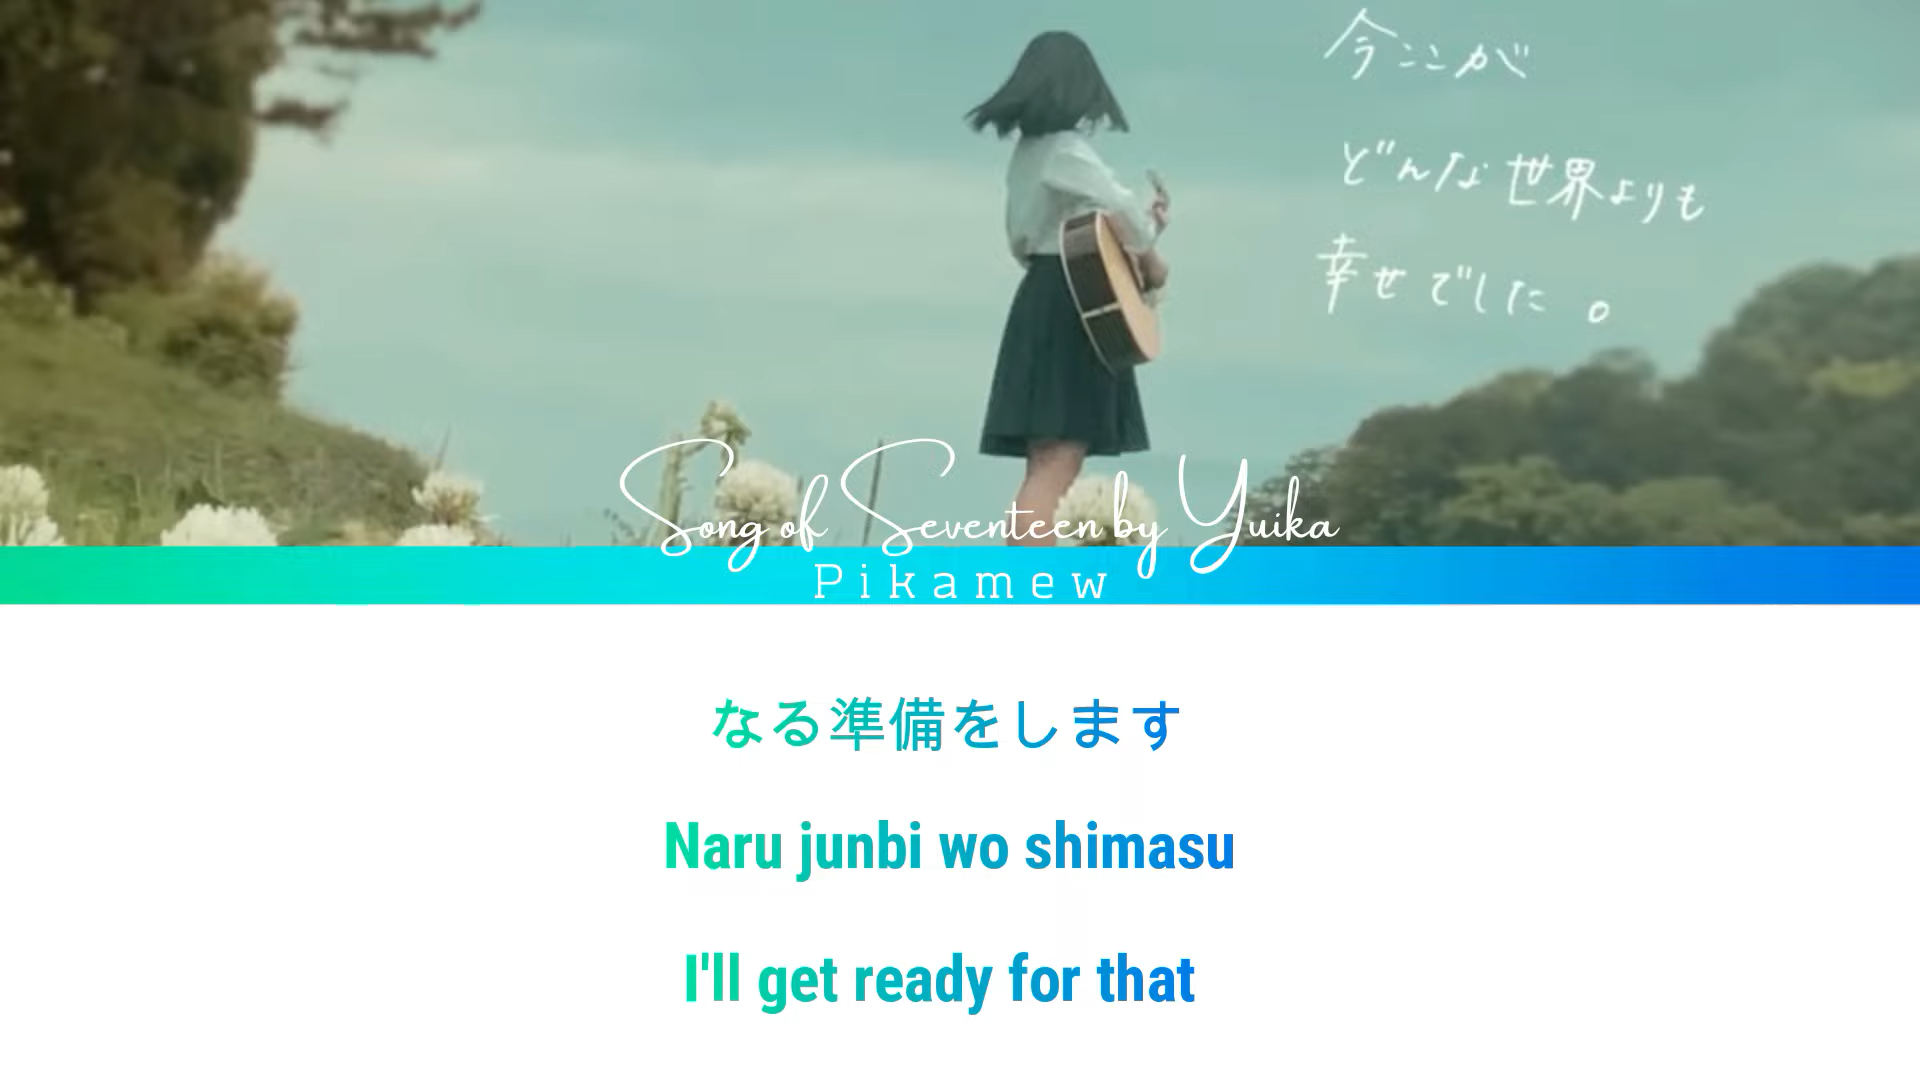 今ここが
どんな世界よりも
幸せでした。
Song of Seventeen by Yuika
Pikamew
なる準備をします
Naru junbi wo shimasu
I'll get ready for that